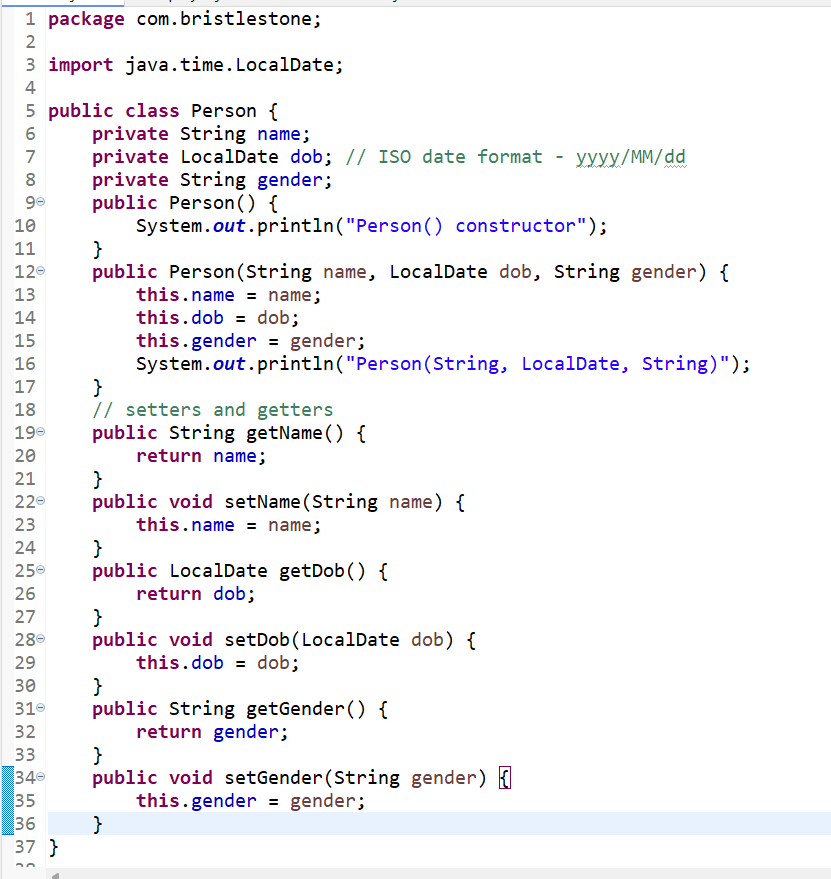 1 package com.bristlestone;
2
3 import java.time.LocalDate;
4
5 public class Person {
6     private String name;
7     private LocalDate dob; // ISO date format - yyyy/MM/dd
8     private String gender;
9     public Person() {
10         System.out.println("Person() constructor");
11     }
12     public Person(String name, LocalDate dob, String gender) {
13         this.name = name;
14         this.dob = dob;
15         this.gender = gender;
16         System.out.println("Person(String, LocalDate, String)");
17     }
18     // setters and getters
19     public String getName() {
20         return name;
21     }
22     public void setName(String name) {
23         this.name = name;
24     }
25     public LocalDate getDob() {
26         return dob;
27     }
28     public void setDob(LocalDate dob) {
29         this.dob = dob;
30     }
31     public String getGender() {
32         return gender;
33     }
34     public void setGender(String gender) {
35         this.gender = gender;
36     }
37 }